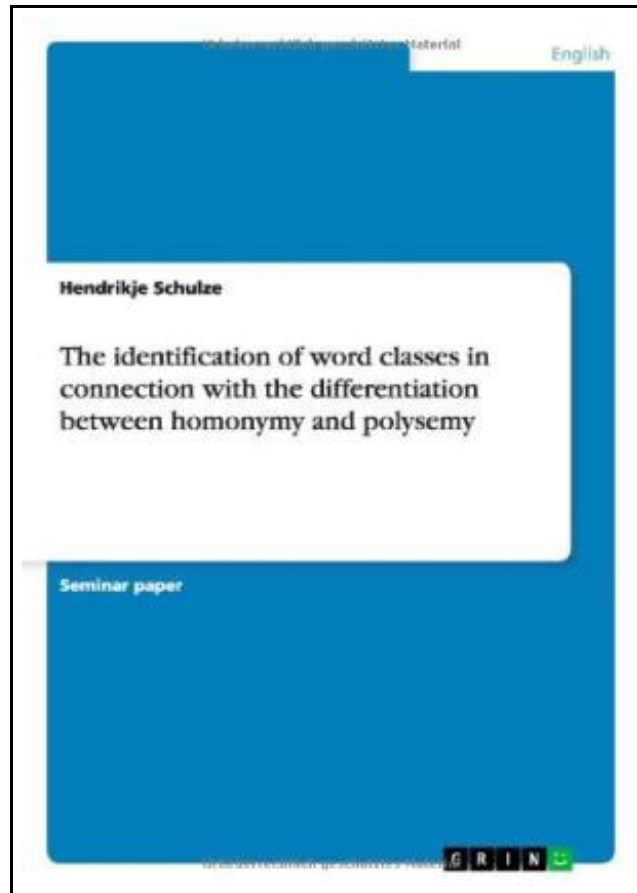 Material
English
Hendrikje Schulze
The identification of word classes in
connection with the differentiation
between homonymy and polysemy
Seminar paper
GRIN